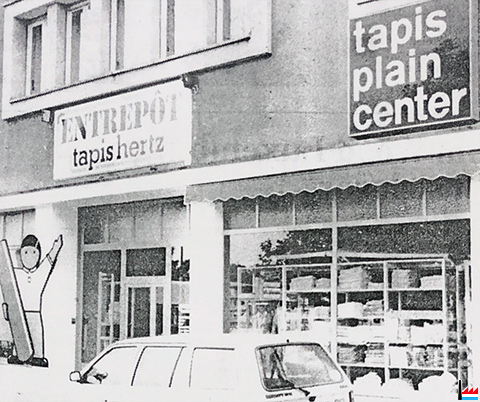 ENTREPÔT
tapis hertz
tapis
plain
center